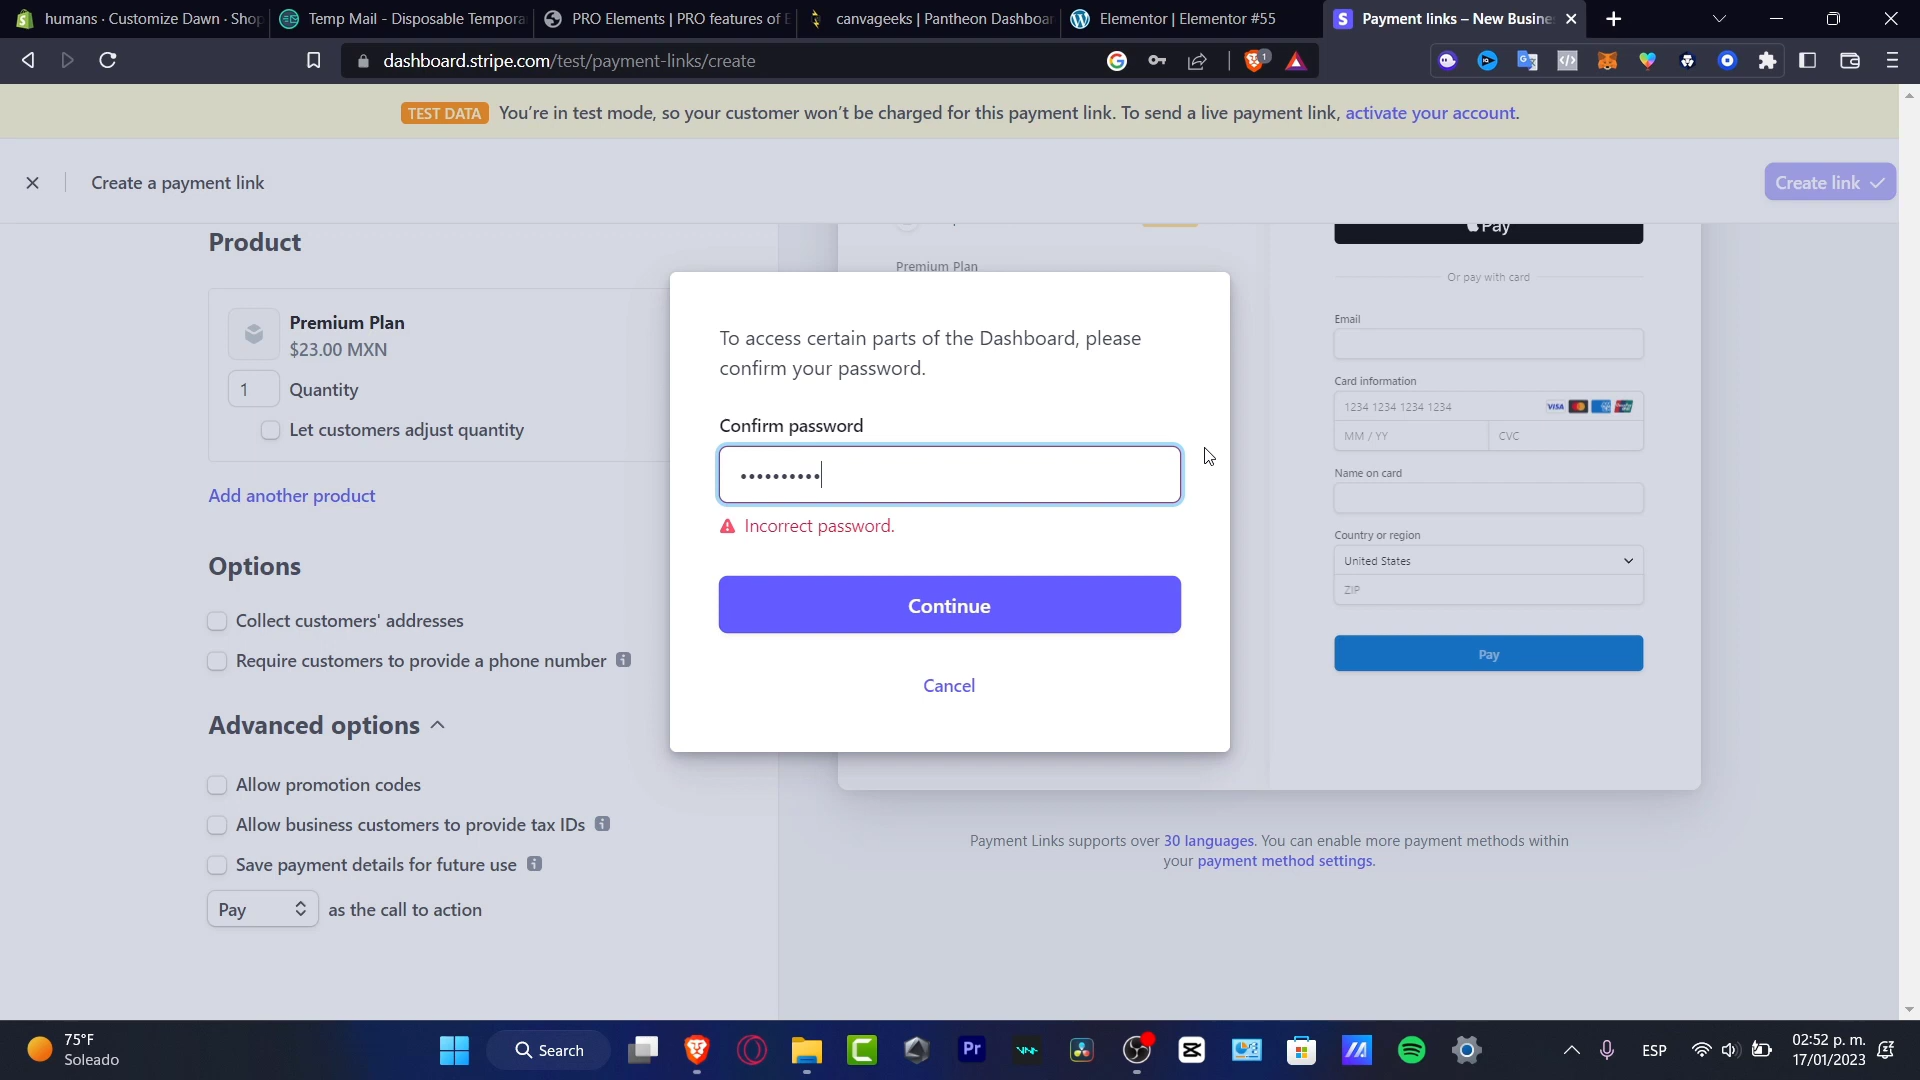 humans · Customize Dawn · Shop
Temp Mail - Disposable Tempora
PRO Elements | PRO features of E
canvageeks | Pantheon Dashboar
Elementor | Elementor #55
Payment links – New Busine
dashboard.stripe.com/test/payment-links/create
TEST DATA You're in test mode, so your customer won't be charged for this payment link. To send a live payment link, activate your account.
Create a payment link
Create link
Product
Premium Plan
$23.00 MXN
1 Quantity
Let customers adjust quantity
Add another product
Options
Collect customers' addresses
Require customers to provide a phone number
Advanced options
Allow promotion codes
Allow business customers to provide tax IDs
Save payment details for future use
Pay as the call to action
To access certain parts of the Dashboard, please
confirm your password.
Confirm password
Incorrect password.
Continue
Cancel
Premium Plan
Pay
Or pay with card
Email
Card information
1234 1234 1234 1234 VISA
MM / YY CVC
Name on card
Country or region
United States
ZIP
Pay
Payment Links supports over 30 languages. You can enable more payment methods within
your payment method settings.
75°F
Soleado
Search
Pr
ESP
02:52 p. m.
17/01/2023